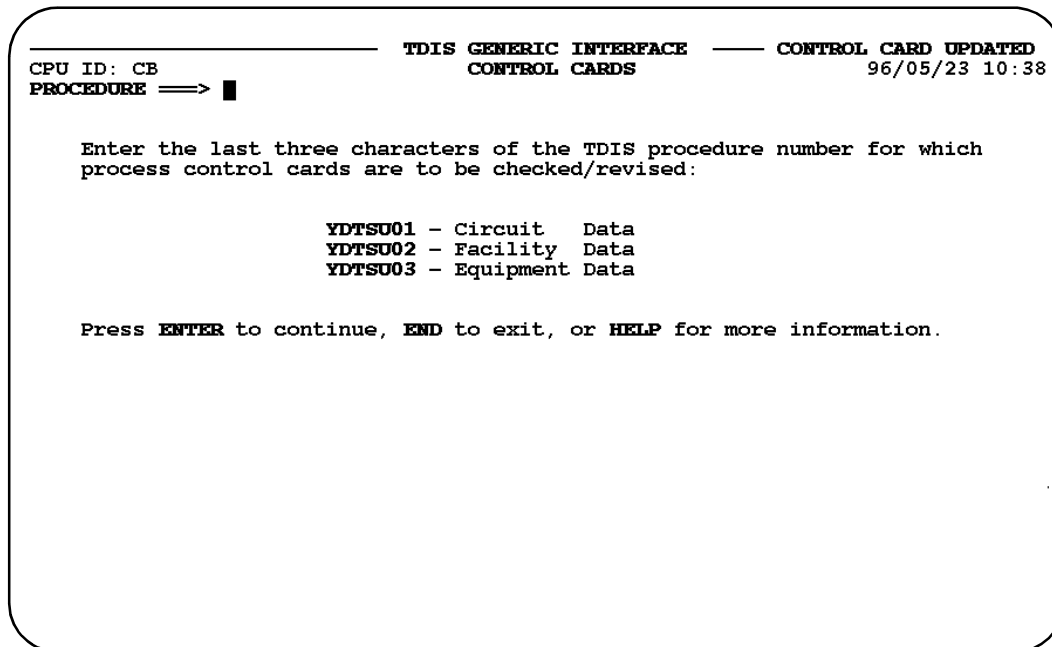 TDIS GENERIC INTERFACE CONTROL CARD UPDATED
CPU ID: CB CONTROL CARDS 96/05/23 10:38
PROCEDURE ===>
Enter the last three characters of the TDIS procedure number for which
process control cards are to be checked/revised:
YDTSU01 - Circuit Data
YDTSU02 - Facility Data
YDTSU03 - Equipment Data
Press ENTER to continue, END to exit, or HELP for more information.